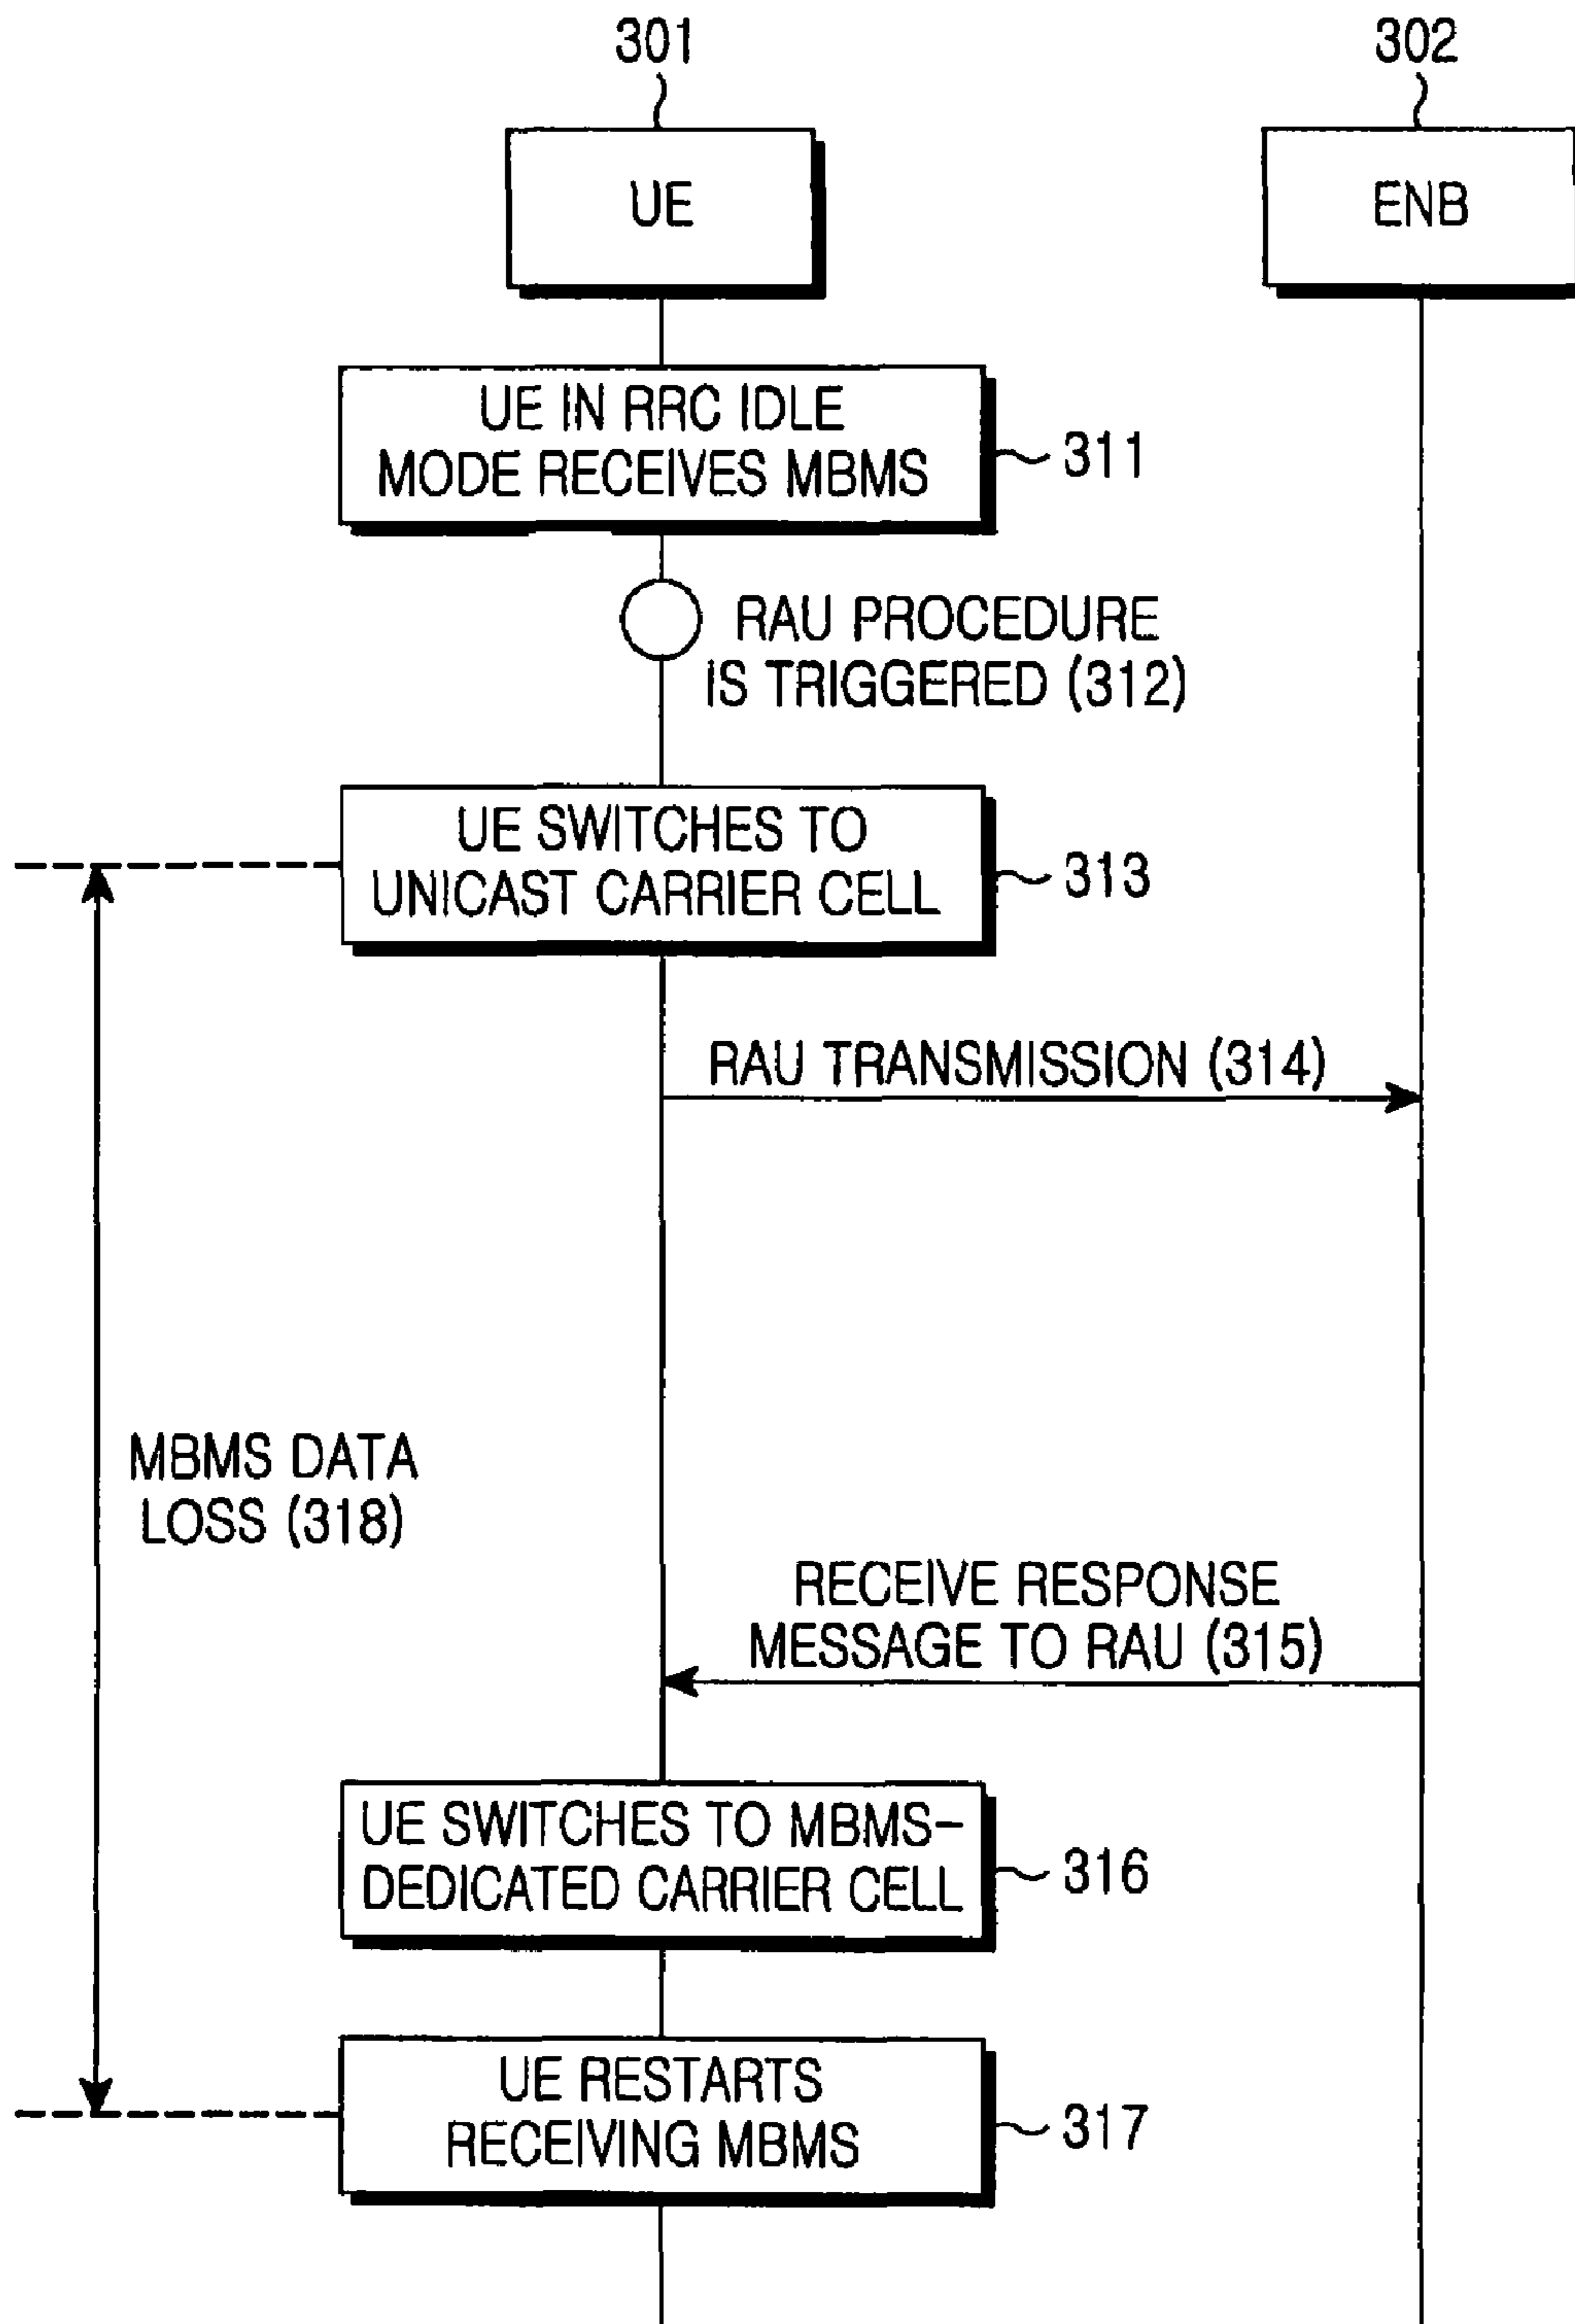 301
302
UE
ENB
UE IN RRC IDLE
MODE RECEIVES MBMS
311
RAU PROCEDURE
IS TRIGGERED (312)
UE SWITCHES TO
UNICAST CARRIER CELL
313
RAU TRANSMISSION (314)
MBMS DATA
LOSS (318)
RECEIVE RESPONSE
MESSAGE TO RAU (315)
UE SWITCHES TO MBMS-
DEDICATED CARRIER CELL
316
UE RESTARTS
RECEIVING MBMS
317